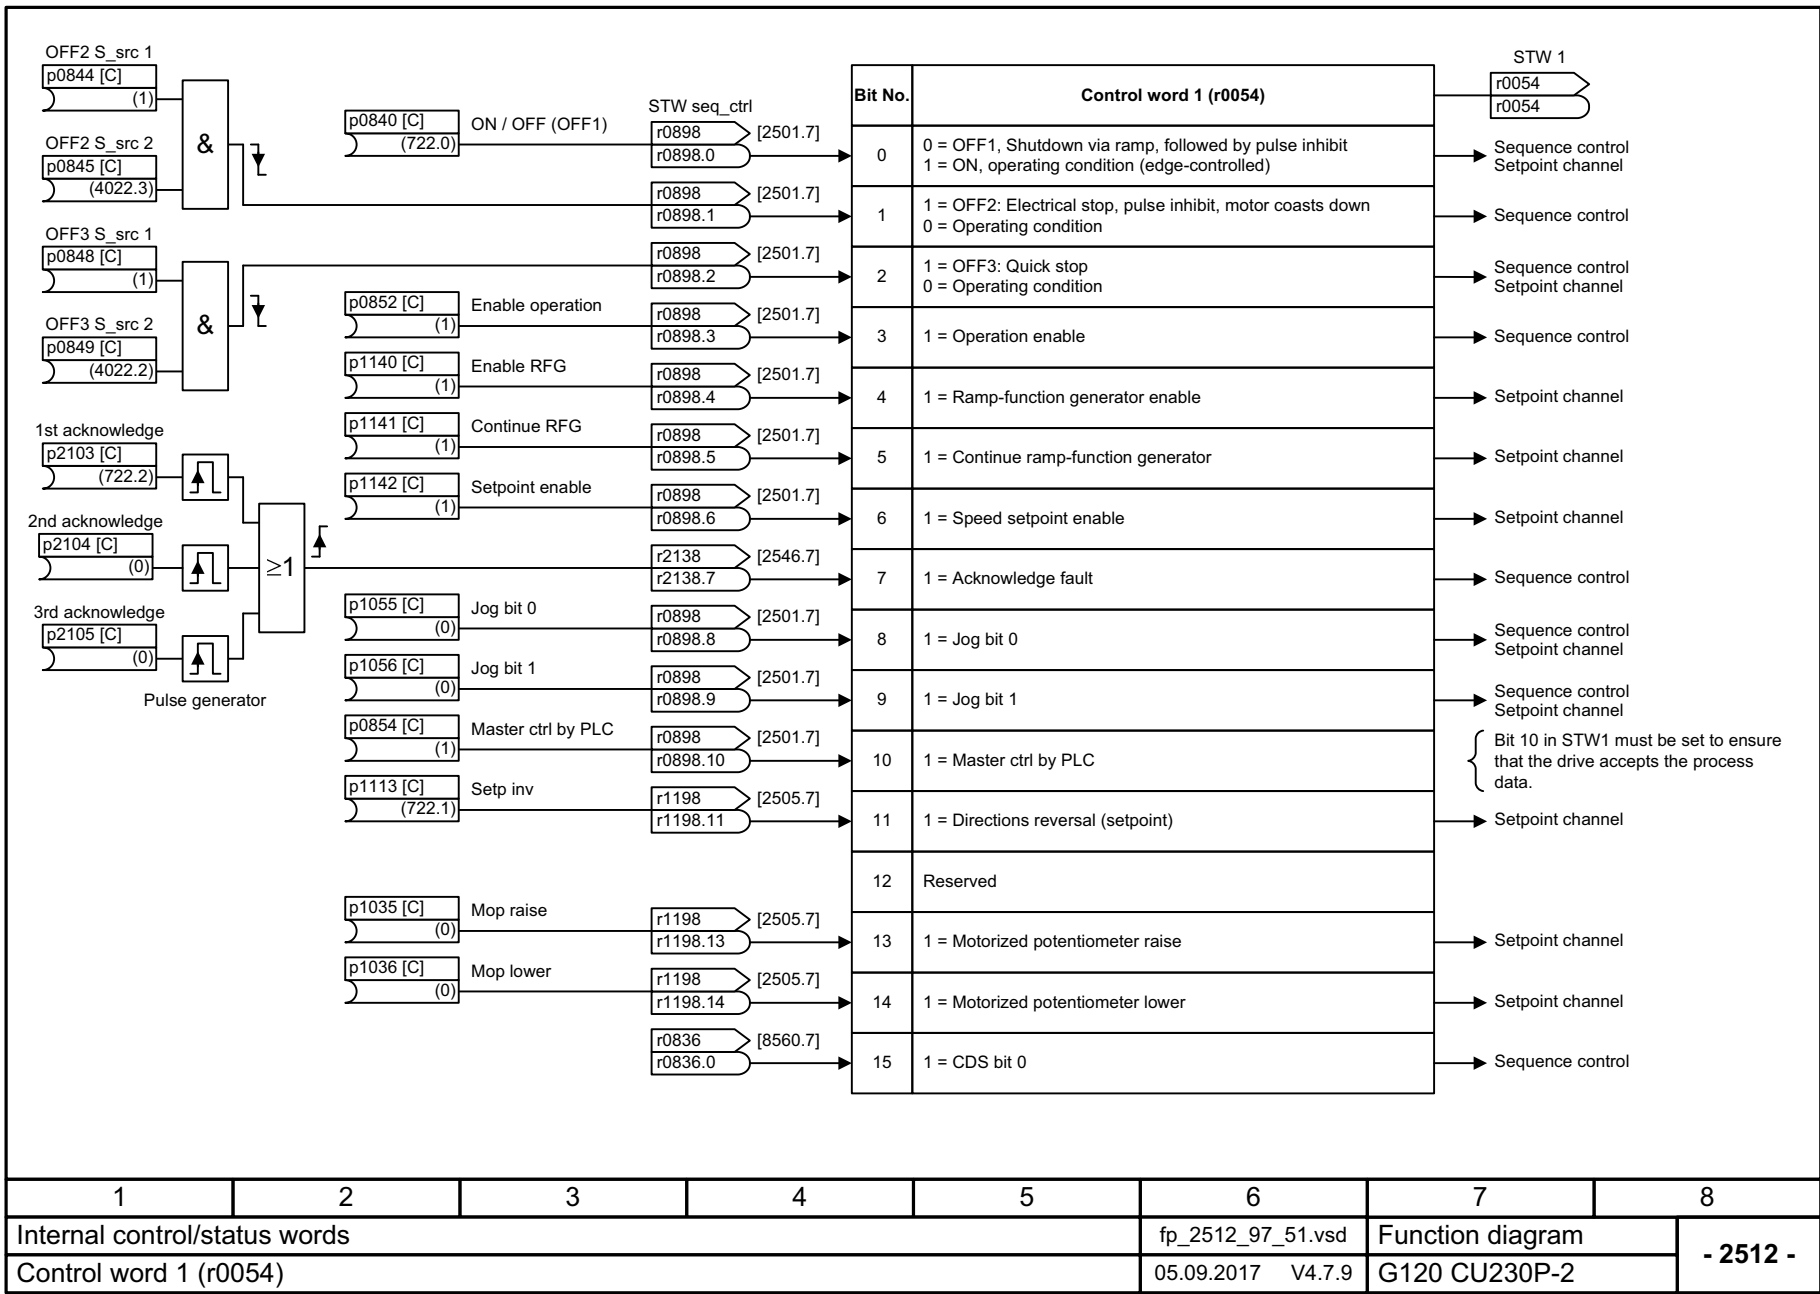 OFF2 S_src 1
p0844 [C]
(1)
OFF2 S_src 2
p0845 [C]
(4022.3)
&
OFF3 S_src 1
p0848 [C]
(1)
OFF3 S_src 2
p0849 [C]
(4022.2)
&
1st acknowledge
p2103 [C]
(722.2)
2nd acknowledge
p2104 [C]
(0)
3rd acknowledge
p2105 [C]
(0)
Pulse generator
≥1
p0840 [C]
(722.0)
ON / OFF (OFF1)
p0852 [C]
(1)
Enable operation
p1140 [C]
(1)
Enable RFG
p1141 [C]
(1)
Continue RFG
p1142 [C]
(1)
Setpoint enable
p1055 [C]
(0)
Jog bit 0
p1056 [C]
(0)
Jog bit 1
p0854 [C]
(1)
Master ctrl by PLC
p1113 [C]
(722.1)
Setp inv
p1035 [C]
(0)
Mop raise
p1036 [C]
(0)
Mop lower
STW seq_ctrl
r0898 [2501.7]
r0898.0
r0898 [2501.7]
r0898.1
r0898 [2501.7]
r0898.2
r0898 [2501.7]
r0898.3
r0898 [2501.7]
r0898.4
r0898 [2501.7]
r0898.5
r0898 [2501.7]
r0898.6
r2138 [2546.7]
r2138.7
r0898 [2501.7]
r0898.8
r0898 [2501.7]
r0898.9
r0898 [2501.7]
r0898.10
r1198 [2505.7]
r1198.11
r1198 [2505.7]
r1198.13
r1198 [2505.7]
r1198.14
r0836 [8560.7]
r0836.0
Bit No. Control word 1 (r0054)
0 0 = OFF1, Shutdown via ramp, followed by pulse inhibit
1 = ON, operating condition (edge-controlled)
1 1 = OFF2: Electrical stop, pulse inhibit, motor coasts down
0 = Operating condition
2 1 = OFF3: Quick stop
0 = Operating condition
3 1 = Operation enable
4 1 = Ramp-function generator enable
5 1 = Continue ramp-function generator
6 1 = Speed setpoint enable
7 1 = Acknowledge fault
8 1 = Jog bit 0
9 1 = Jog bit 1
10 1 = Master ctrl by PLC
11 1 = Directions reversal (setpoint)
12 Reserved
13 1 = Motorized potentiometer raise
14 1 = Motorized potentiometer lower
15 1 = CDS bit 0
STW 1
r0054
r0054
Sequence control
Setpoint channel
Sequence control
Sequence control
Setpoint channel
Sequence control
Setpoint channel
Setpoint channel
Setpoint channel
Sequence control
Sequence control
Setpoint channel
Sequence control
Setpoint channel
Bit 10 in STW1 must be set to ensure
that the drive accepts the process
data.
Setpoint channel
Setpoint channel
Setpoint channel
Sequence control
1 2 3 4 5 6 7 8
Internal control/status words fp_2512_97_51.vsd Function diagram
Control word 1 (r0054) 05.09.2017 V4.7.9 G120 CU230P-2
- 2512 -